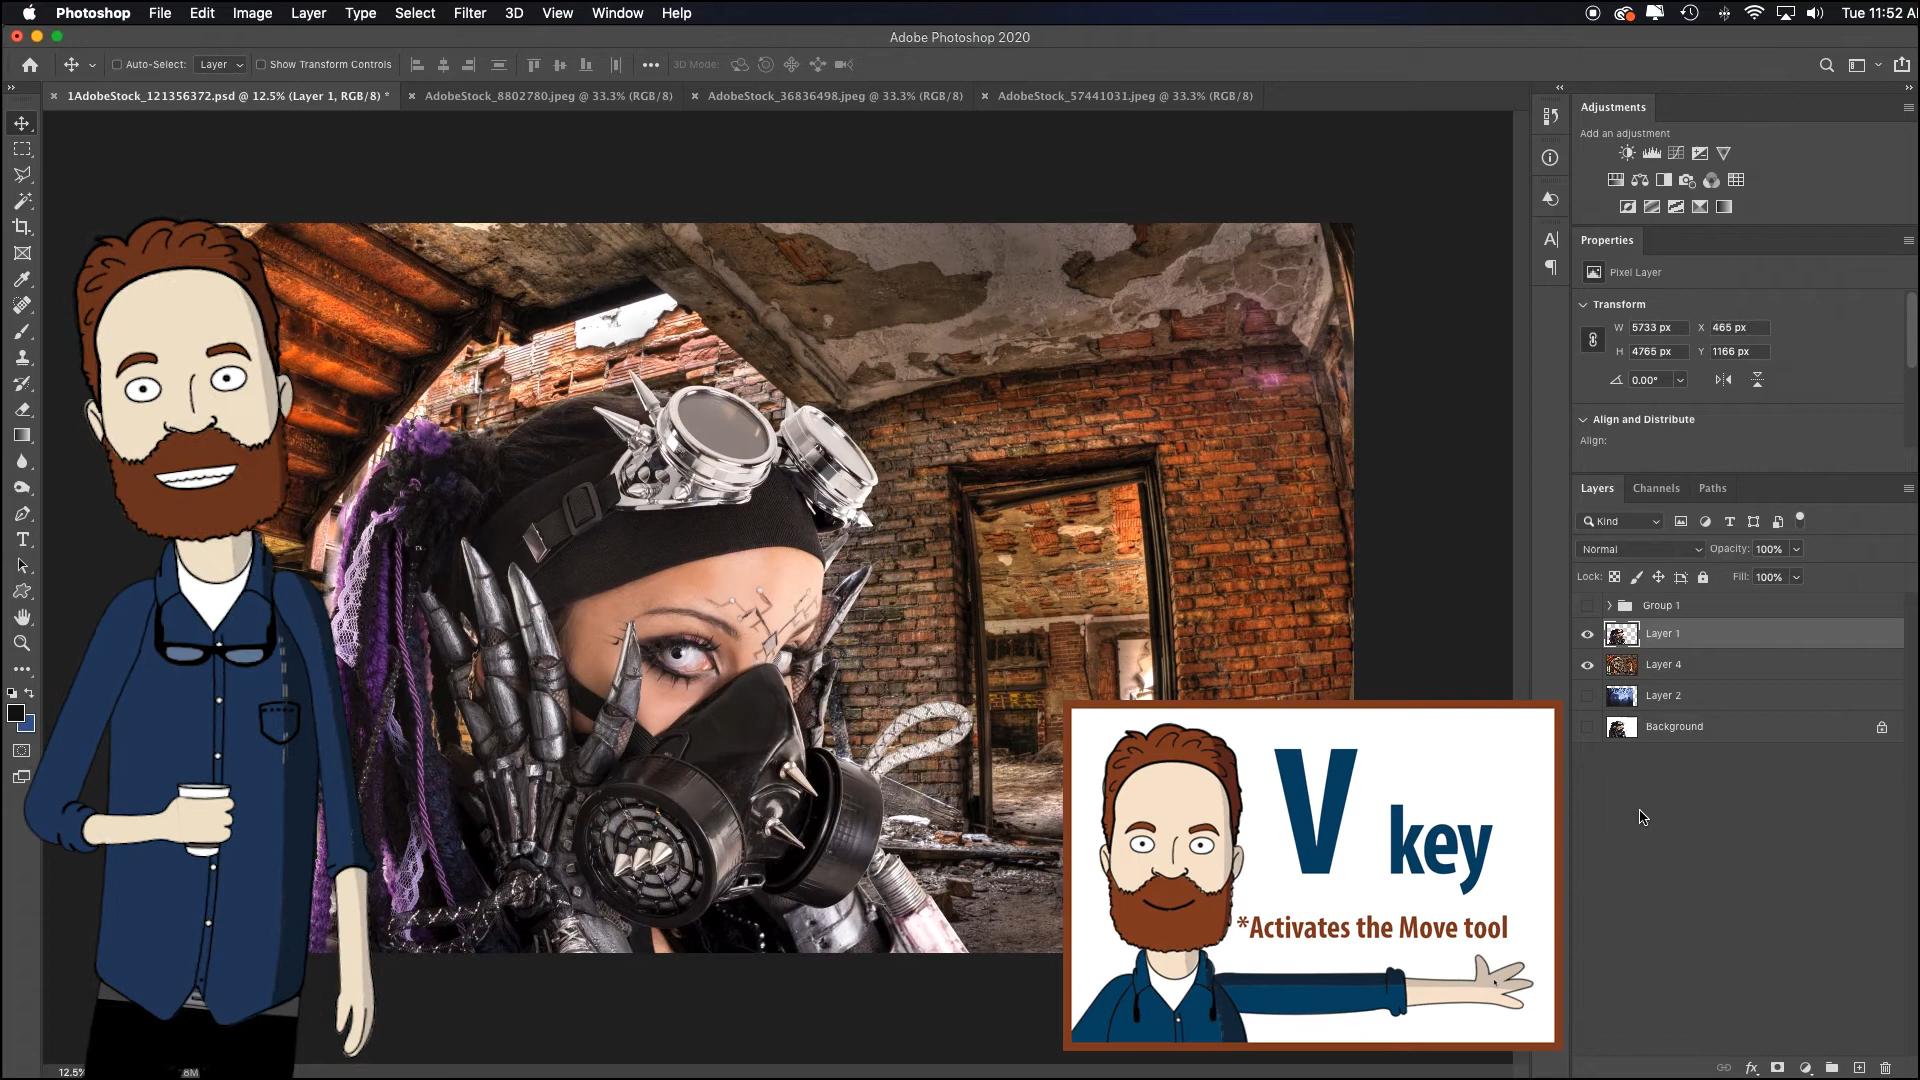 Photoshop File Edit Image Layer Type Select Filter 3D View Window Help Tue 11:52 A
Adobe Photoshop 2020
Auto-Select: Layer Show Transform Controls 3D Mode:
1AdobeStock_121356372.psd @ 12.5% (Layer 1, RGB/8) * AdobeStock_8802780.jpeg @ 33.3% (RGB/8) AdobeStock_36836498.jpeg @ 33.3% (RGB/8) AdobeStock_57441031.jpeg @ 33.3% (RGB/8)
Adjustments
Add an adjustment
Properties
Pixel Layer
Transform
W 5733 px X 465 px
H 4765 px Y 1166 px
0.00°
Align and Distribute
Align:
Layers Channels Paths
Kind
Normal Opacity: 100%
Lock: Fill: 100%
Group 1
Layer 1
Layer 4
Layer 2
Background
V key
*Activates the Move tool
12.5%